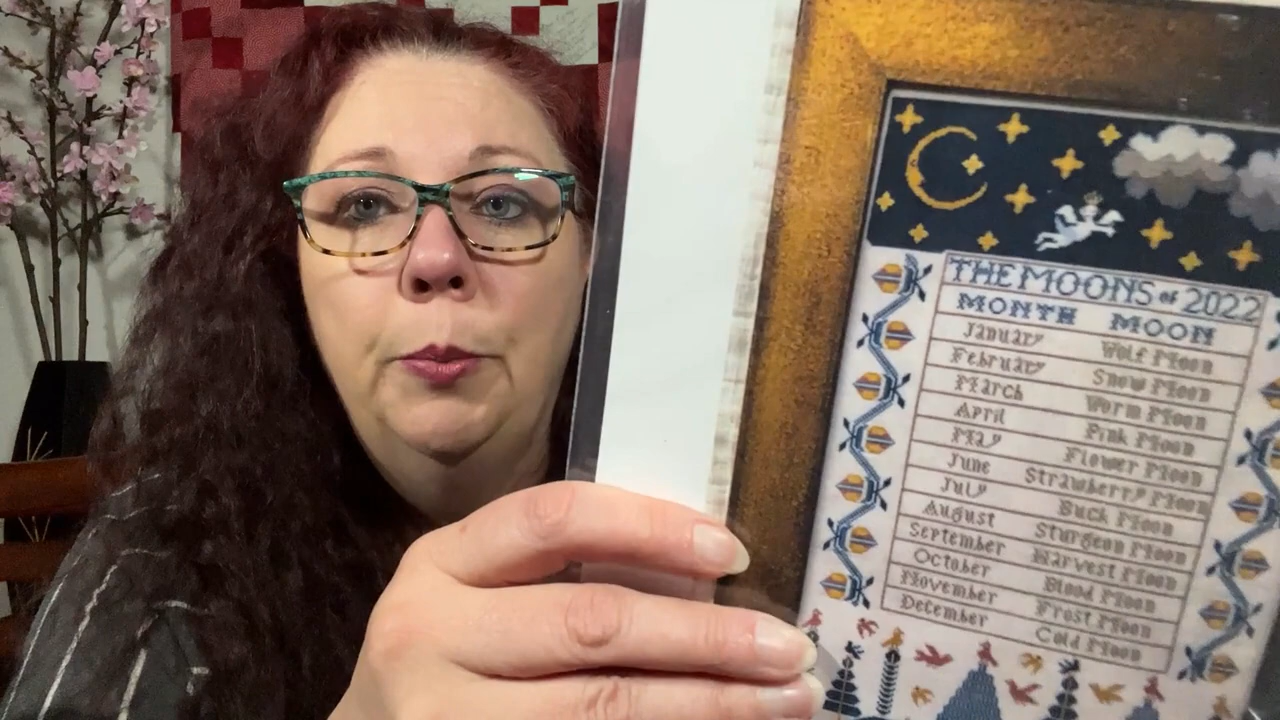 THE MOONS of 2022
MONTH MOON
January Wolf Moon
February Snow Moon
March Worm Moon
April Pink Moon
May Flower Moon
June Strawberry Moon
July Buck Moon
August Sturgeon Moon
September Harvest Moon
October Blood Moon
November Frost Moon
December Cold Moon